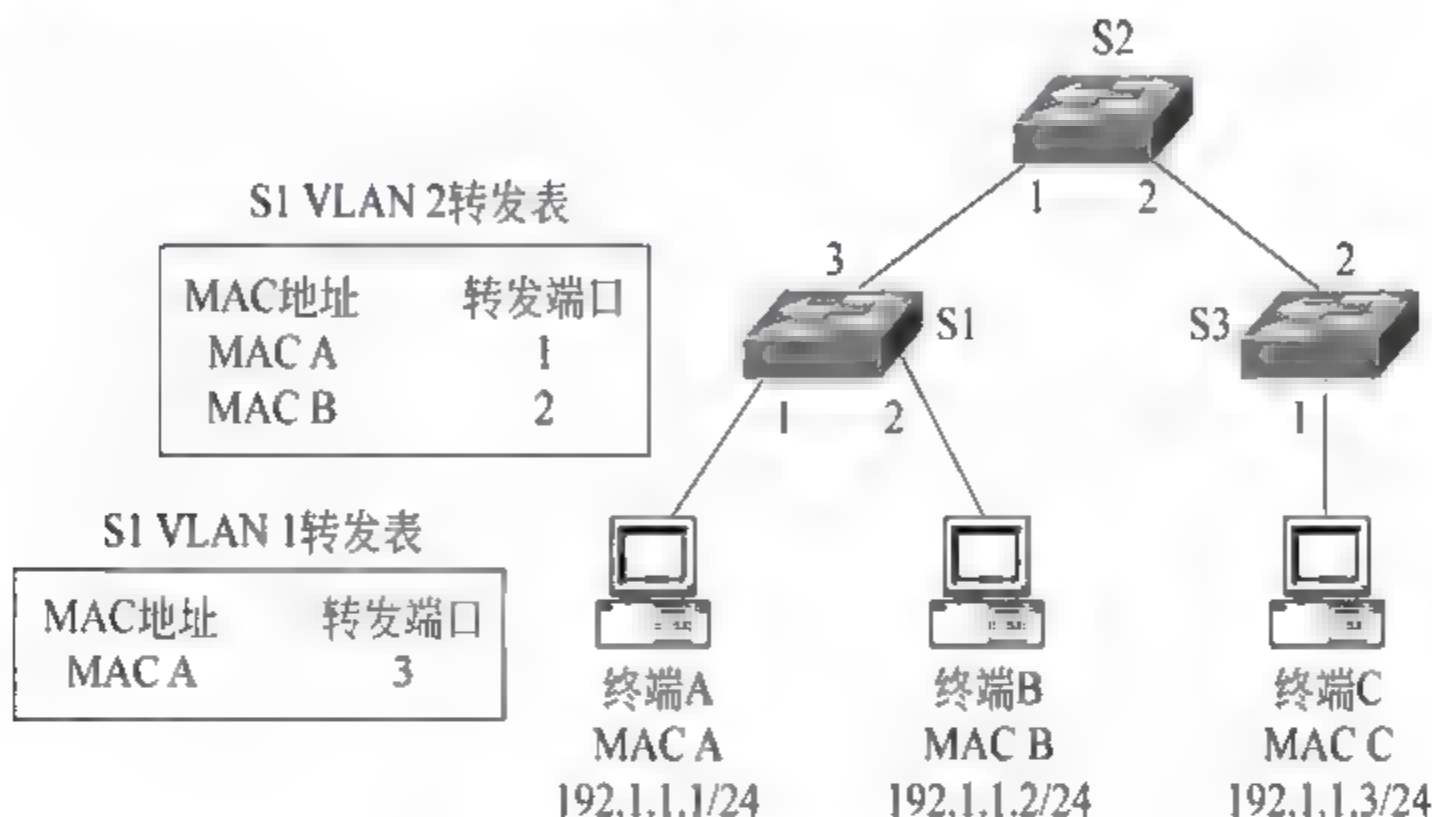 S2
1 2
S1 VLAN 2转发表
MAC地址 转发端口
MAC A 1
MAC B 2
3
S1
1 2
2
S3
1
S1 VLAN 1转发表
MAC地址 转发端口
MAC A 3
终端A
MAC A
192.1.1.1/24
终端B
MAC B
192.1.1.2/24
终端C
MAC C
192.1.1.3/24